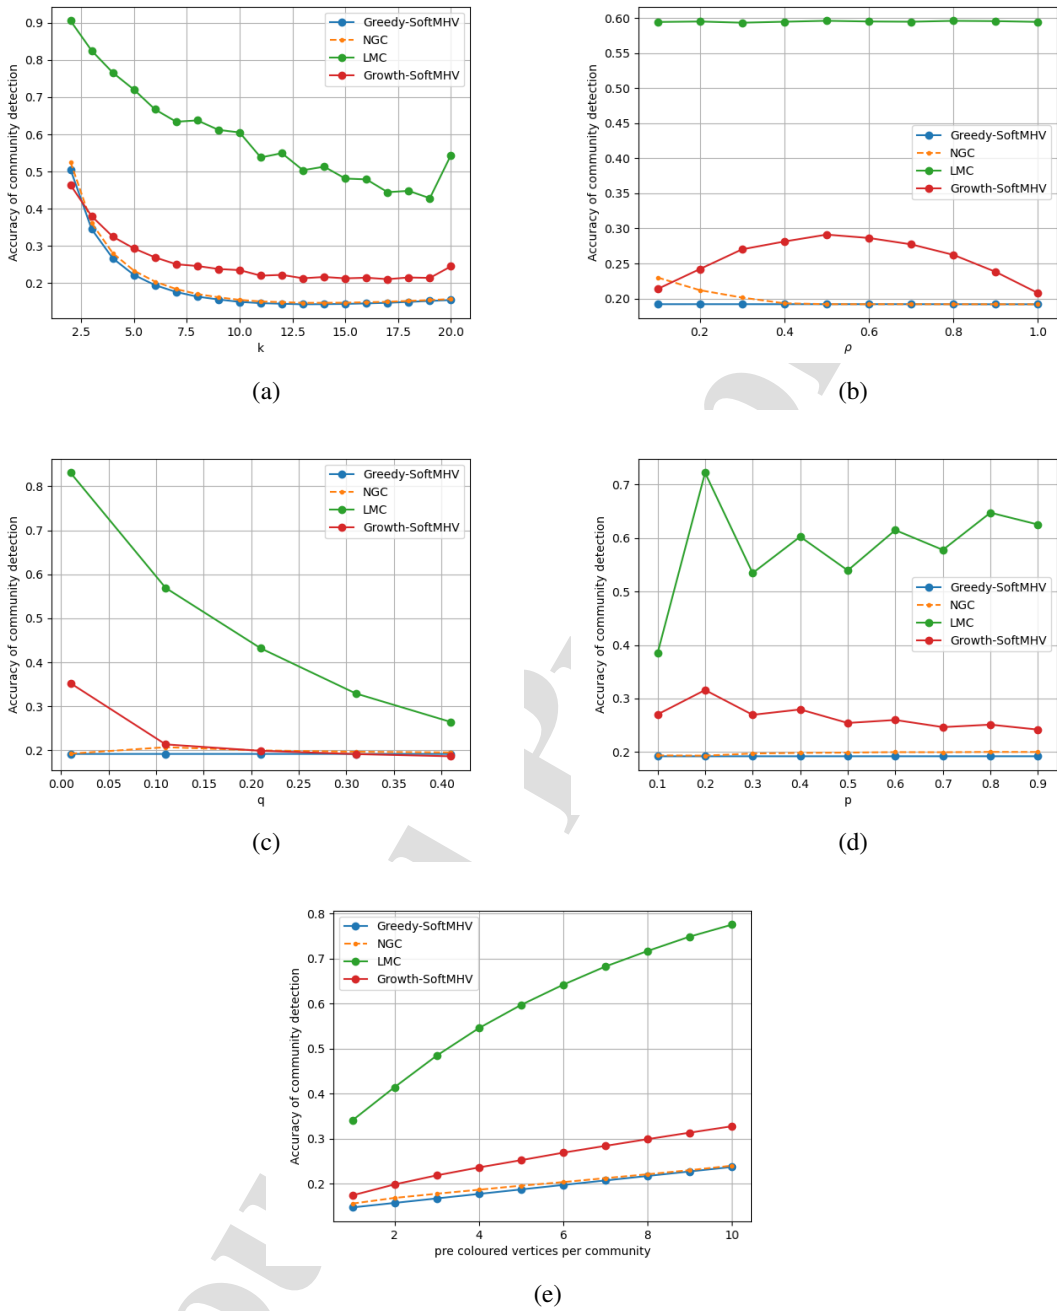 0.9
0.8
0.7
0.6
0.5
0.4
0.3
0.2
Accuracy of community detection
Greedy-SoftMHV
NGC
LMC
Growth-SoftMHV
2.5 5.0 7.5 10.0 12.5 15.0 17.5 20.0
k
(a)
0.60
0.55
0.50
0.45
0.40
0.35
0.30
0.25
0.20
Accuracy of community detection
Greedy-SoftMHV
NGC
LMC
Growth-SoftMHV
0.2 0.4 0.6 0.8 1.0
ρ
(b)
0.8
0.7
0.6
0.5
0.4
0.3
0.2
Accuracy of community detection
Greedy-SoftMHV
NGC
LMC
Growth-SoftMHV
0.00 0.05 0.10 0.15 0.20 0.25 0.30 0.35 0.40
q
(c)
0.7
0.6
0.5
0.4
0.3
0.2
Accuracy of community detection
Greedy-SoftMHV
NGC
LMC
Growth-SoftMHV
0.1 0.2 0.3 0.4 0.5 0.6 0.7 0.8 0.9
p
(d)
0.8
0.7
0.6
0.5
0.4
0.3
0.2
Accuracy of community detection
Greedy-SoftMHV
NGC
LMC
Growth-SoftMHV
2 4 6 8 10
pre coloured vertices per community
(e)